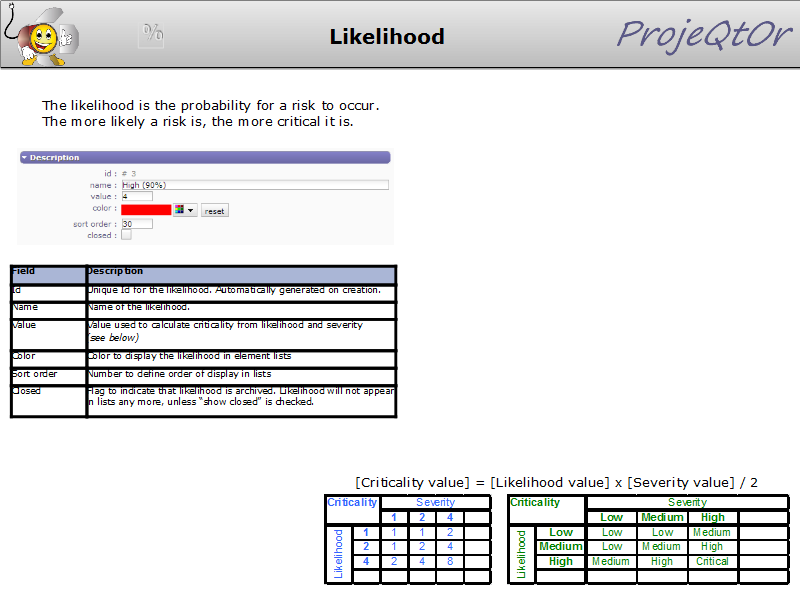 Likelihood
ProjeQtOr
%
The likelihood is the probability for a risk to occur.
The more likely a risk is, the more critical it is.
Description
id : # 3
name : High (90%)
value : 4
color : reset
sort order : 30
closed :
Field Description
Id Unique Id for the likelihood. Automatically generated on creation.
Name Name of the likelihood.
Value Value used to calculate criticality from likelihood and severity
(see below)
Color Color to display the likelihood in element lists
Sort order Number to define order of display in lists
Closed Flag to indicate that likelihood is archived. Likelihood will not appear
in lists any more, unless “show closed” is checked.
[Criticality value] = [Likelihood value] x [Severity value] / 2
Criticality Severity
1 2 4
Likelihood
1 1 1 2
2 1 2 4
4 2 4 8
Criticality Severity
Low Medium High
Likelihood
Low Low Low Medium
Medium Low Medium High
High Medium High Critical